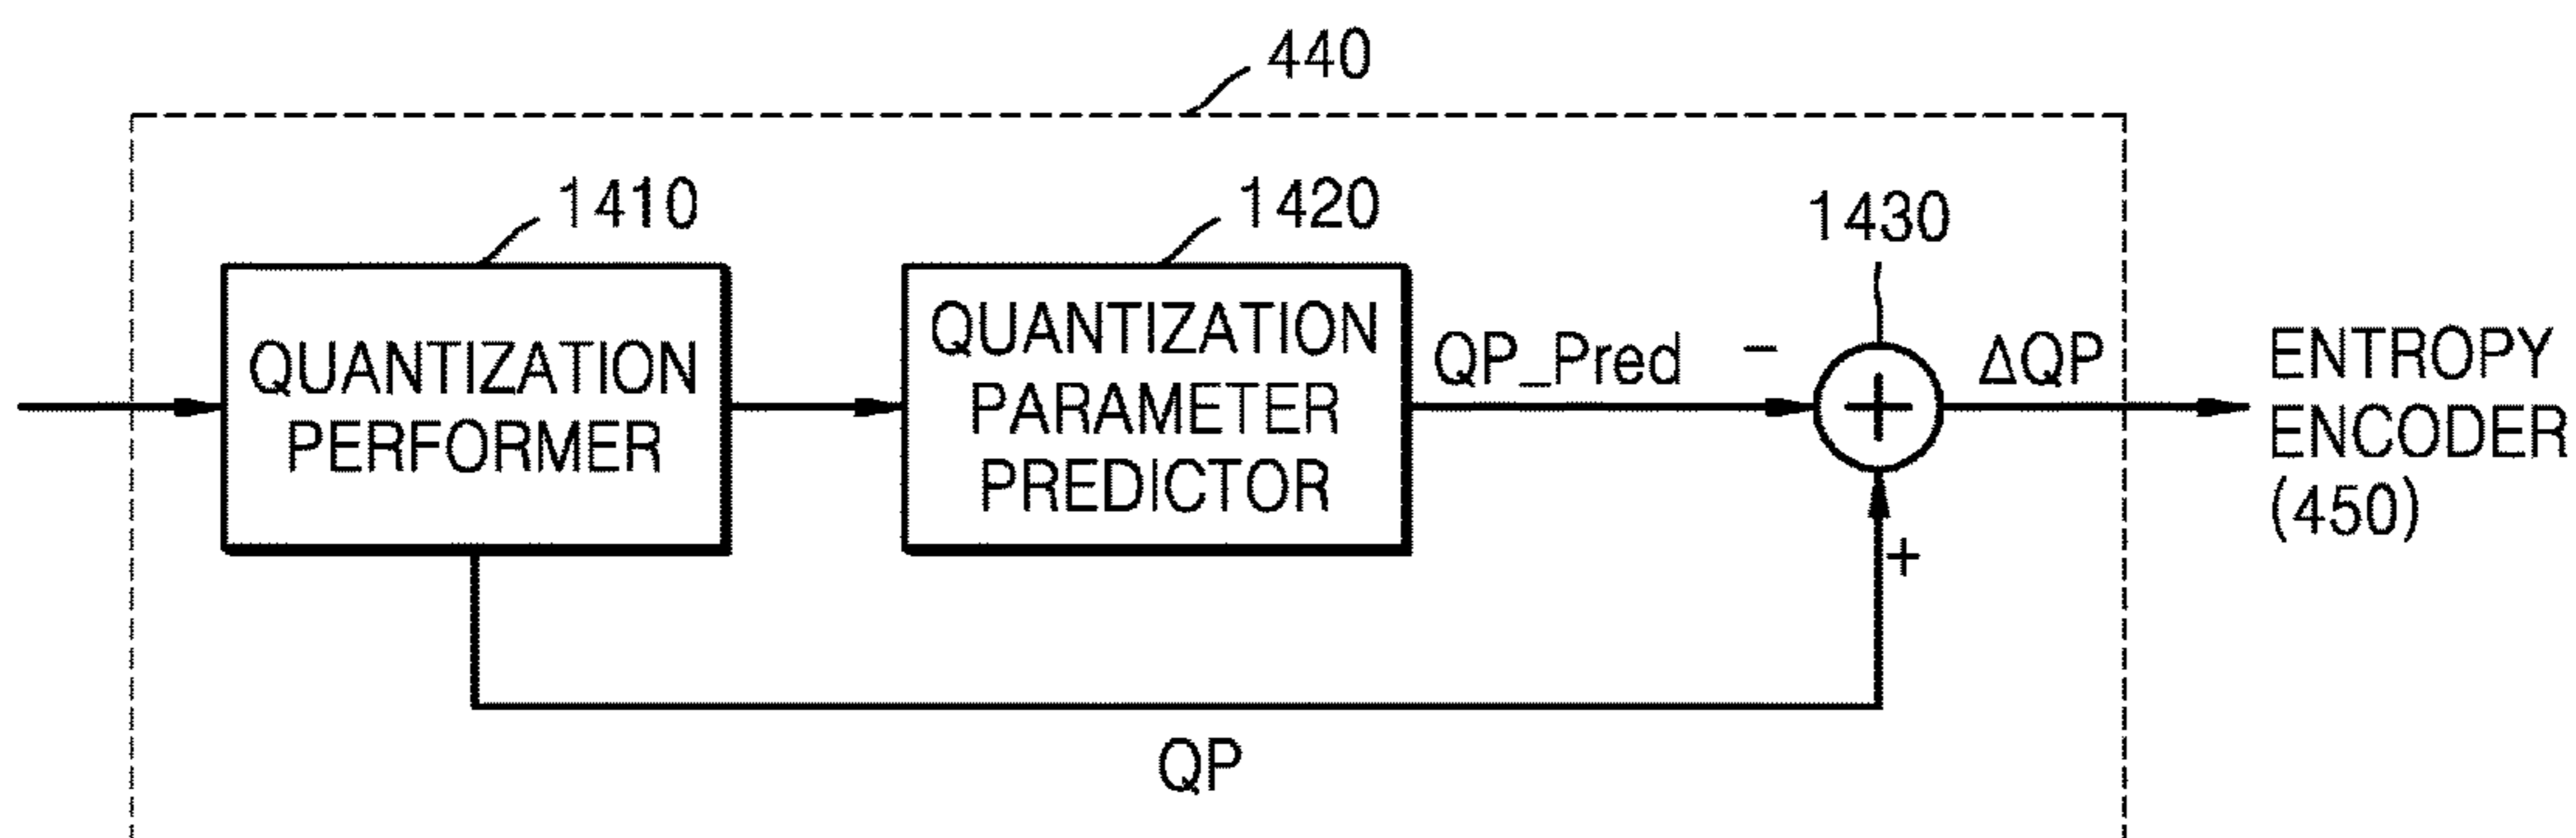 440
1410
1420
1430
QUANTIZATION
PERFORMER
QUANTIZATION
PARAMETER
PREDICTOR
QP_Pred
−
+
ΔQP
ENTROPY
ENCODER
(450)
+
QP